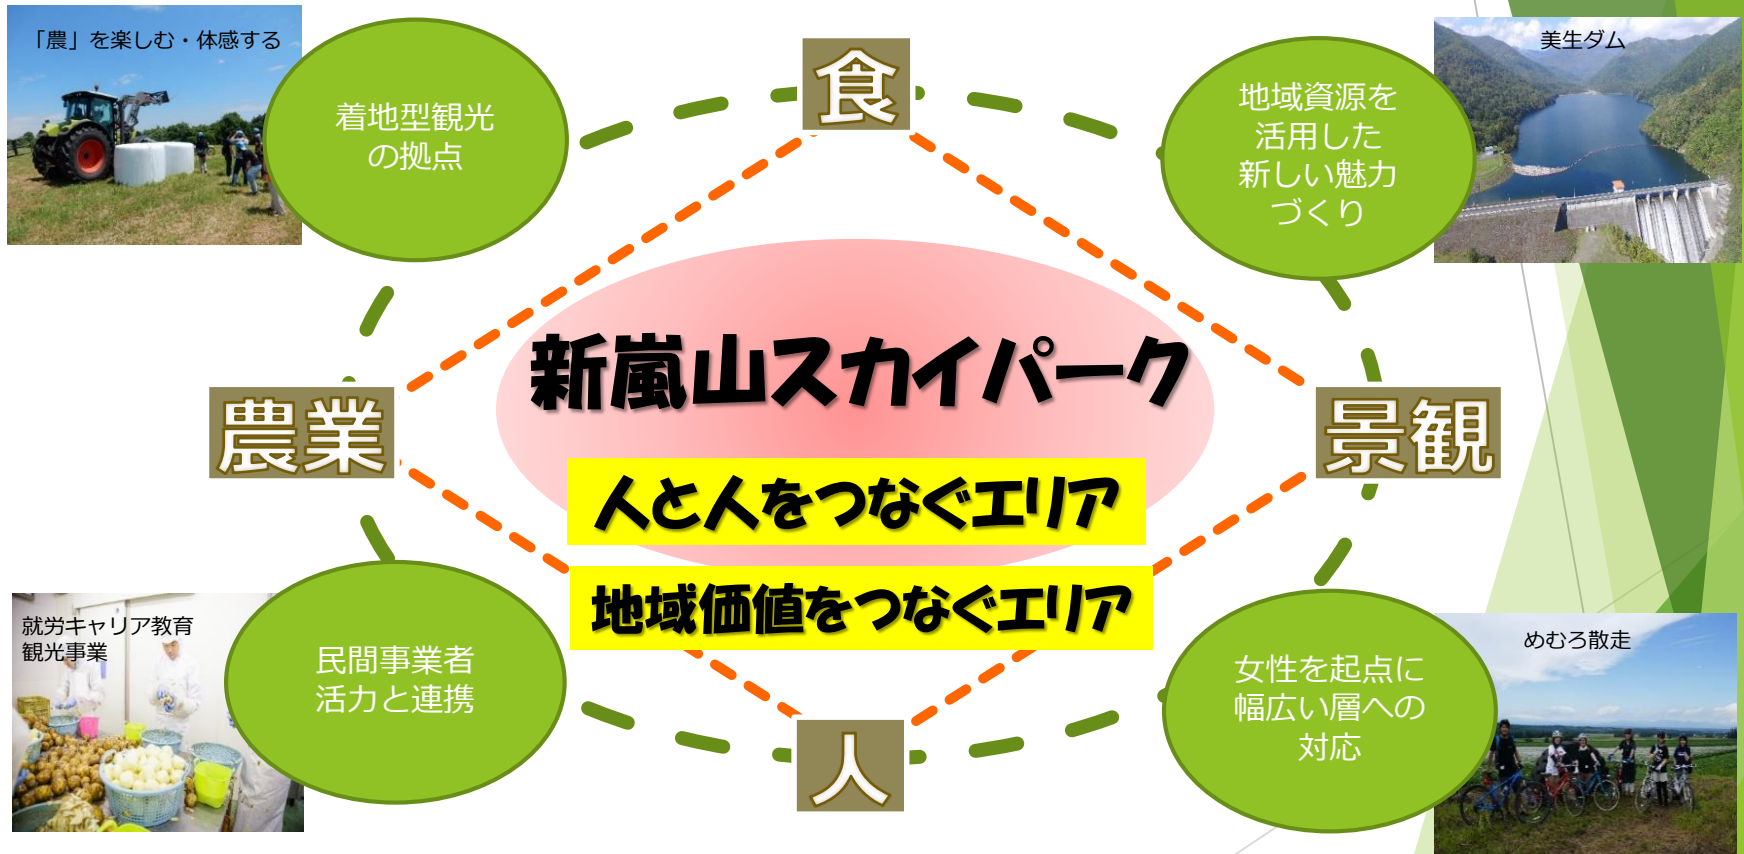 「農」を楽しむ・体感する
着地型観光
の拠点
食
地域資源を
活用した
新しい魅力
づくり
美生ダム
新嵐山スカイパーク
農業
景観
人と人をつなぐエリア
地域価値をつなぐエリア
就労キャリア教育
観光事業
民間事業者
活力と連携
人
女性を起点に
幅広い層への
対応
めむろ散走